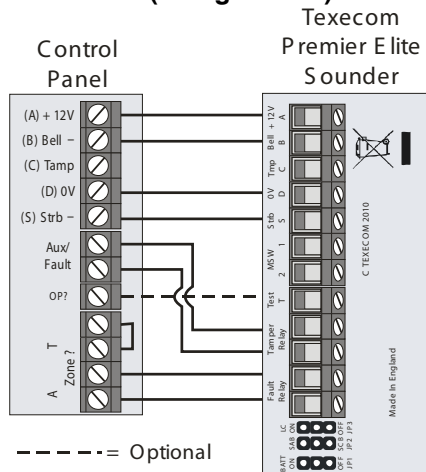 Texecom
Premier Elite
Sounder
Control
Panel
(A) + 12V
(B) Bell –
(C) Tamp
(D) 0V
(S) Strb –
Aux/
Fault
OP?
T
Zone ?
A
+ 12V A
Bell B
Tmp C
0V D
Strb S
MSW 1
2
Test T
Tamper
Relay
Fault
Relay
C TEXECOM 2010
Made In England
BATT ON SAB ON LC
JP1 JP2 JP3
OFF SCB OFF
= Optional